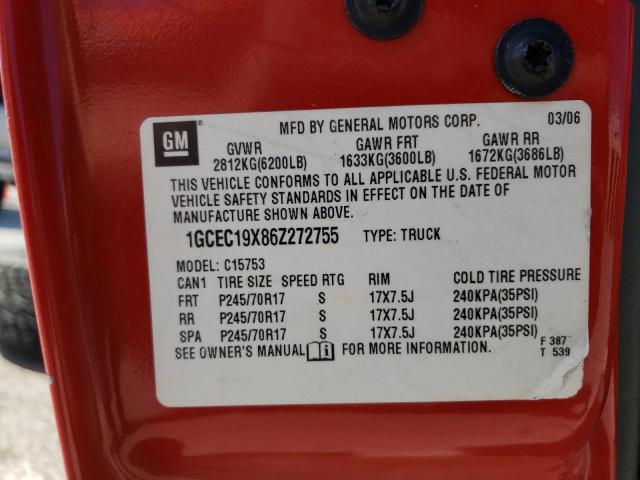 GM®
MFD BY GENERAL MOTORS CORP. 03/06
GVWR GAWR FRT GAWR RR
2812KG(6200LB) 1633KG(3600LB) 1672KG(3686LB)
THIS VEHICLE CONFORMS TO ALL APPLICABLE U.S. FEDERAL MOTOR
VEHICLE SAFETY STANDARDS IN EFFECT ON THE DATE OF
MANUFACTURE SHOWN ABOVE.
1GCEC19X86Z272755 TYPE: TRUCK
MODEL: C15753
CA1 TIRE SIZE SPEED RTG RIM COLD TIRE PRESSURE
FRT P245/70R17 S 17X7.5J 240KPA(35PSI)
RR P245/70R17 S 17X7.5J 240KPA(35PSI)
SPA P245/70R17 S 17X7.5J 240KPA(35PSI)
SEE OWNER'S MANUAL FOR MORE INFORMATION.
F 387
T 539